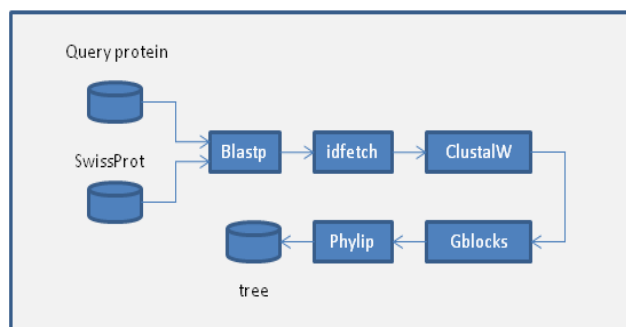 Query protein
SwissProt
Blastp
idfetch
ClustalW
Phylip
Gblocks
tree